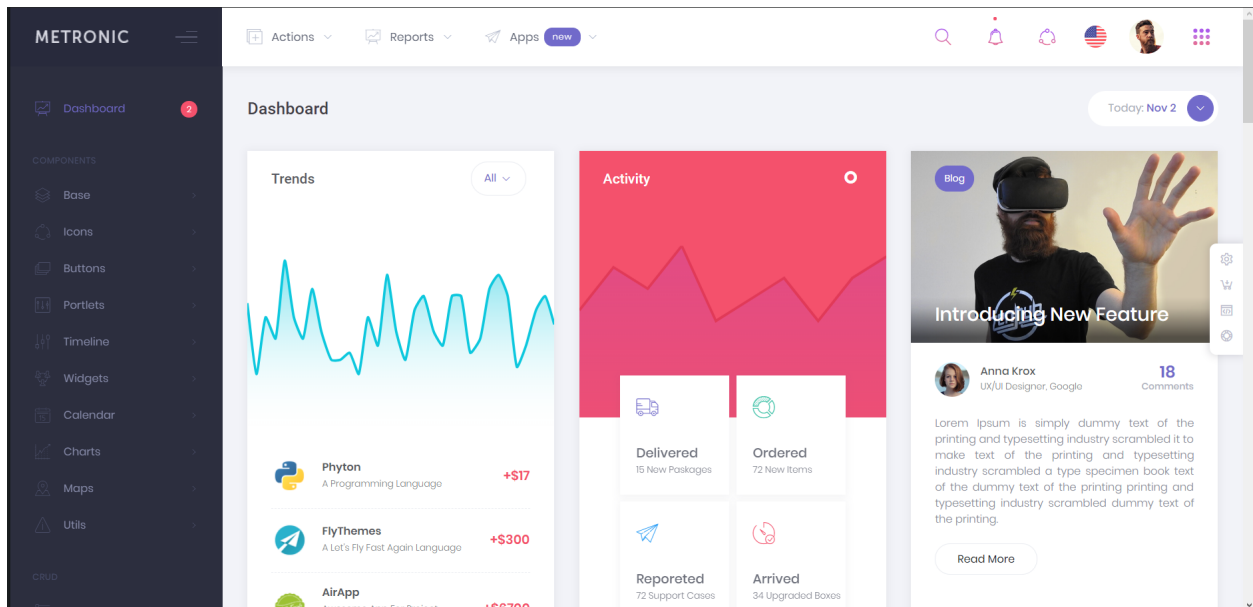 METRONIC
Actions
Reports
Apps new
Dashboard 2
COMPONENTS
Base
Icons
Buttons
Portlets
Timeline
Widgets
Calendar
Charts
Maps
Utils
CRUD
Dashboard
Today: Nov 2
Trends
All
Phyton
A Programming Language
+$17
FlyThemes
A Let's Fly Fast Again Language
+$300
AirApp
+$6700
Activity
Delivered
15 New Paskages
Ordered
72 New Items
Reporeted
72 Support Cases
Arrived
34 Upgraded Boxes
Blog
Introducing New Feature
Anna Krox
UX/UI Designer, Google
18
Comments
Lorem Ipsum is simply dummy text of the
printing and typesetting industry scrambled it to
make text of the printing and typesetting
industry scrambled a type specimen book text
of the dummy text of the printing printing and
typesetting industry scrambled dummy text of
the printing.
Read More